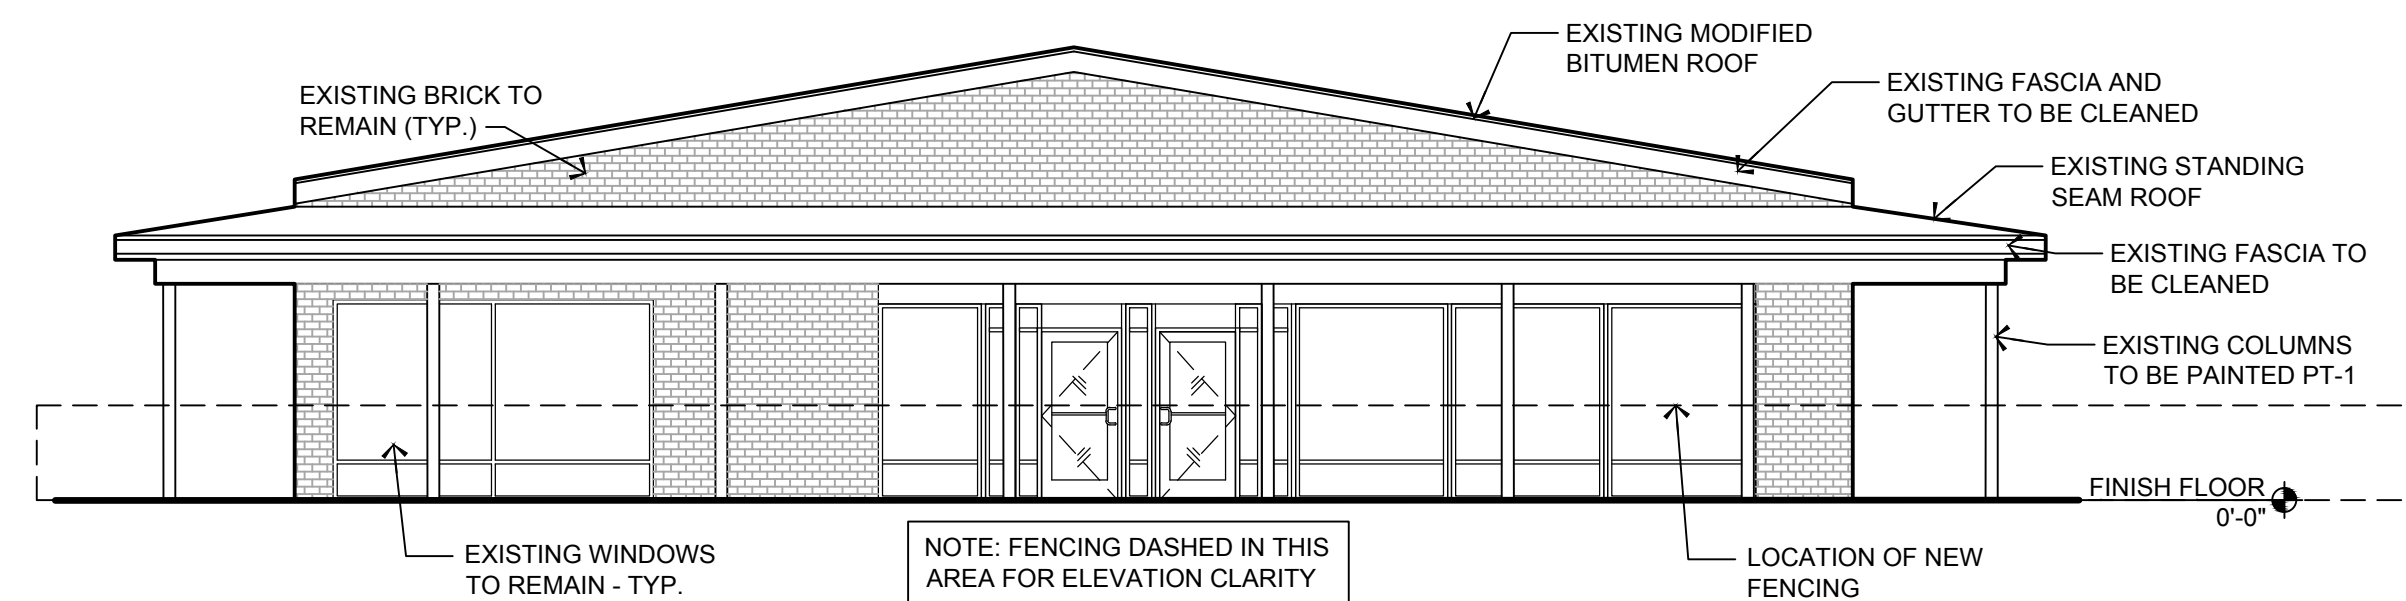 EXISTING MODIFIED
BITUMEN ROOF
EXISTING BRICK TO
REMAIN (TYP.)
EXISTING FASCIA AND
GUTTER TO BE CLEANED
EXISTING STANDING
SEAM ROOF
EXISTING FASCIA TO
BE CLEANED
EXISTING COLUMNS
TO BE PAINTED PT-1
FINISH FLOOR
0'-0"
EXISTING WINDOWS
TO REMAIN - TYP.
NOTE: FENCING DASHED IN THIS
AREA FOR ELEVATION CLARITY
LOCATION OF NEW
FENCING